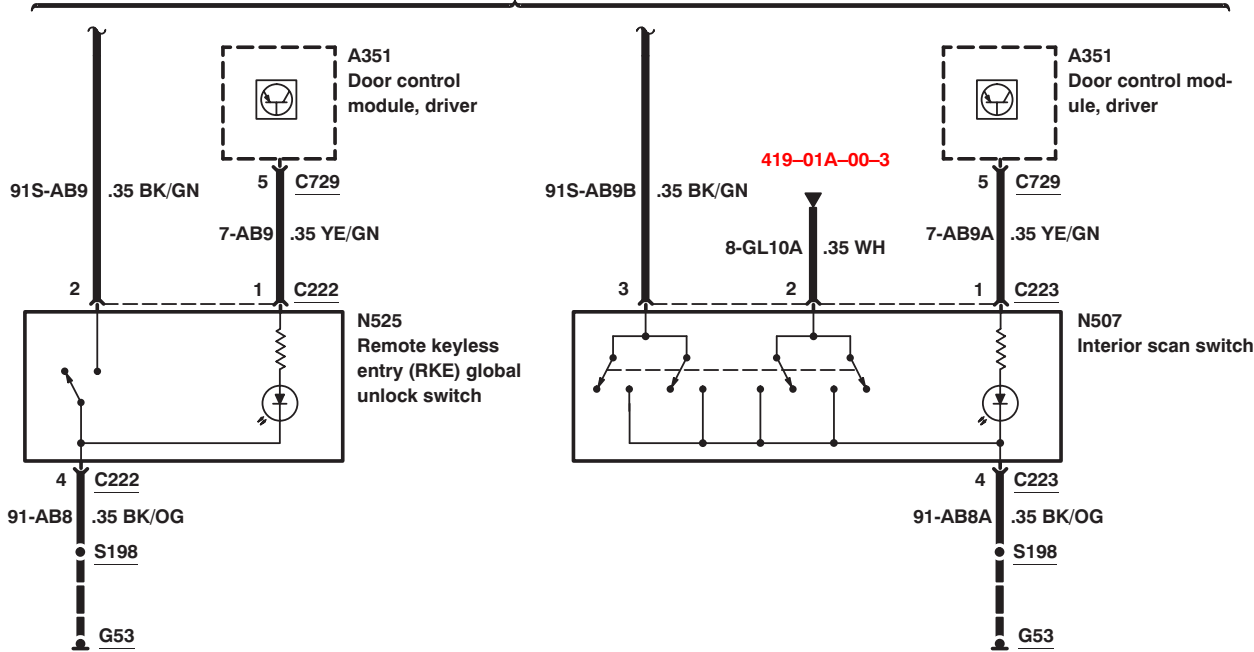 A351
Door control
module, driver
5 C729
91S-AB9 .35 BK/GN
7-AB9 .35 YE/GN
2 1 C222
N525
Remote keyless
entry (RKE) global
unlock switch
4 C222
91-AB8 .35 BK/OG
S198
G53
A351
Door control mod-
ule, driver
419–01A–00–3
5 C729
91S-AB9B .35 BK/GN
8-GL10A .35 WH
7-AB9A .35 YE/GN
3 2 1 C223
N507
Interior scan switch
4 C223
91-AB8A .35 BK/OG
S198
G53